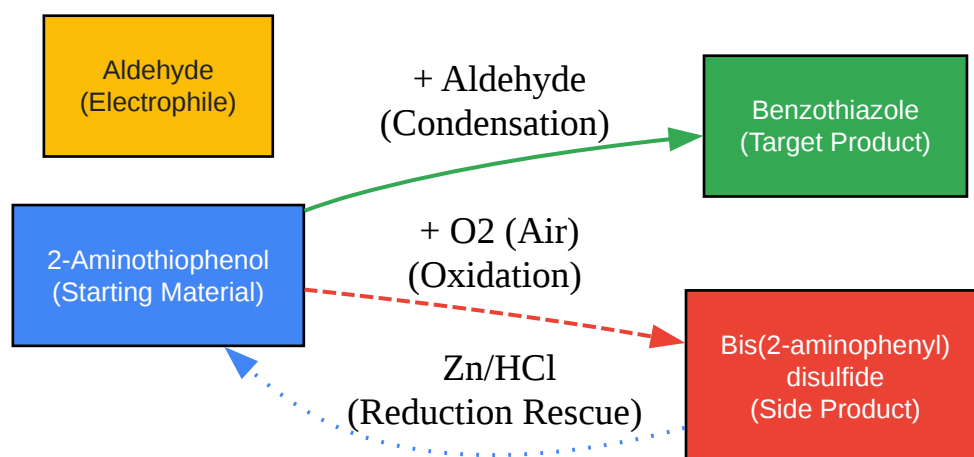 Aldehyde
(Electrophile)
+ Aldehyde
(Condensation)
Benzothiazole
(Target Product)
2-Aminothiophenol
(Starting Material)
+ O2 (Air)
(Oxidation)
Zn/HCl
(Reduction Rescue)
Bis(2-aminophenyl)
disulfide
(Side Product)